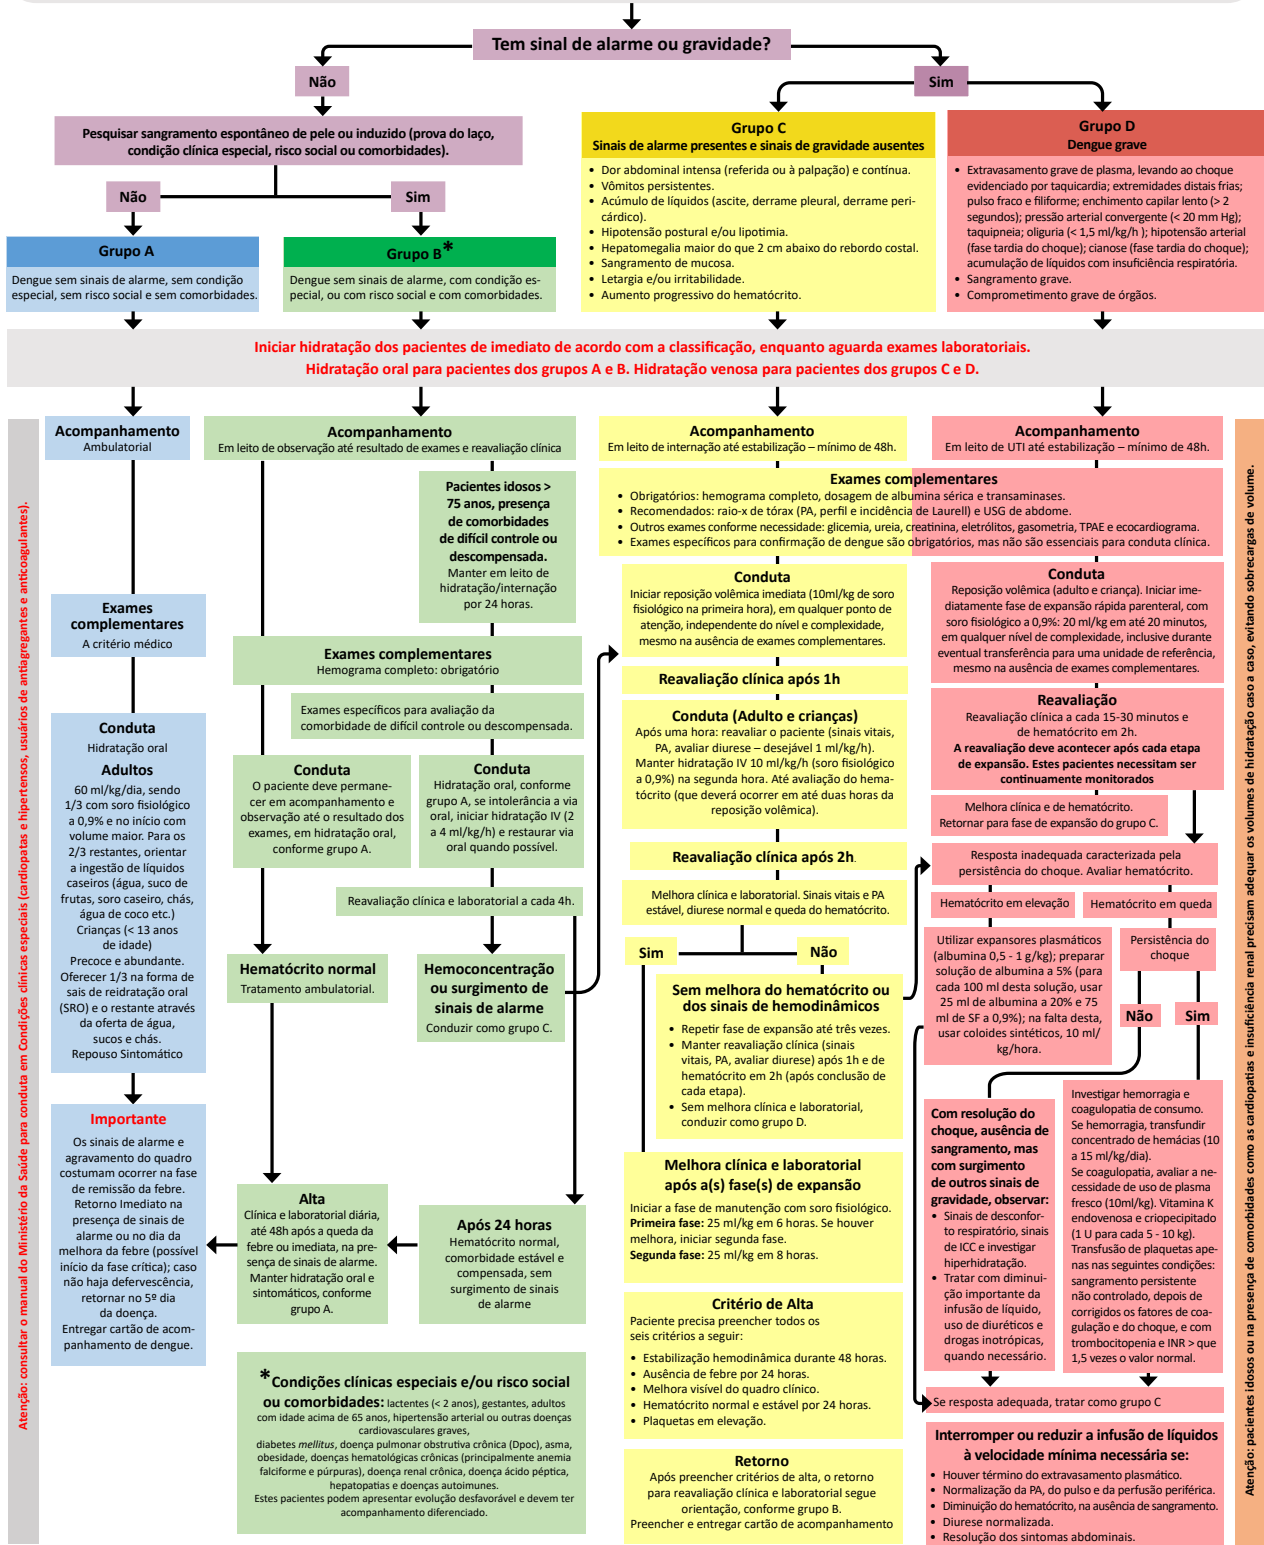 Tem sinal de alarme ou gravidade?
Não
Sim
Pesquisar sangramento espontâneo de pele ou induzido (prova do laço,
condição clínica especial, risco social ou comorbidades).
Não
Sim
Grupo A
Dengue sem sinais de alarme, sem condição
especial, sem risco social e sem comorbidades.
Grupo B*
Dengue sem sinais de alarme, com condição es-
pecial, ou com risco social e com comorbidades.
Grupo C
Sinais de alarme presentes e sinais de gravidade ausentes
• Dor abdominal intensa (referida ou à palpação) e contínua.
• Vômitos persistentes.
• Acúmulo de líquidos (ascite, derrame pleural, derrame peri-
cárdico).
• Hipotensão postural e/ou lipotimia.
• Hepatomegalia maior do que 2 cm abaixo do rebordo costal.
• Sangramento de mucosa.
• Letargia e/ou irritabilidade.
• Aumento progressivo do hematócrito.
Grupo D
Dengue grave
• Extravasamento grave de plasma, levando ao choque
evidenciado por taquicardia; extremidades distais frias;
pulso fraco e filiforme; enchimento capilar lento (> 2
segundos); pressão arterial convergente (< 20 mm Hg);
taquipneia; oliguria (< 1,5 ml/kg/h ); hipotensão arterial
(fase tardia do choque); cianose (fase tardia do choque);
acumulação de líquidos com insuficiência respiratória.
• Sangramento grave.
• Comprometimento grave de órgãos.
Iniciar hidratação dos pacientes de imediato de acordo com a classificação, enquanto aguarda exames laboratoriais.
Hidratação oral para pacientes dos grupos A e B. Hidratação venosa para pacientes dos grupos C e D.
Atenção: consultar o manual do Ministério da Saúde para conduta em Condições clínicas especiais (cardiopatas e hipertensos, usuários de antiagregantes e anticoagulantes).
Acompanhamento
Ambulatorial
Exames
complementares
A critério médico
Conduta
Hidratação oral
Adultos
60 ml/kg/dia, sendo
1/3 com soro fisiológico
a 0,9% e no início com
volume maior. Para os
2/3 restantes, orientar
a ingestão de líquidos
caseiros (água, suco de
frutas, soro caseiro, chás,
água de coco etc.)
Crianças (< 13 anos
de idade)
Precoce e abundante.
Oferecer 1/3 na forma de
sais de reidratação oral
(SRO) e o restante através
da oferta de água,
sucos e chás.
Repouso Sintomático
Importante
Os sinais de alarme e
agravamento do quadro
costumam ocorrer na fase
de remissão da febre.
Retorno Imediato na
presença de sinais de
alarme ou no dia da
melhora da febre (possível
início da fase crítica); caso
não haja defervescência,
retornar no 5º dia
da doença.
Entregar cartão de acom-
panhamento de dengue.
Acompanhamento
Em leito de observação até resultado de exames e reavaliação clínica
Pacientes idosos >
75 anos, presença
de comorbidades
de difícil controle ou
descompensada.
Manter em leito de
hidratação/internação
por 24 horas.
Exames complementares
Hemograma completo: obrigatório
Exames específicos para avaliação da
comorbidade de difícil controle ou descompensada.
Conduta
O paciente deve permane-
cer em acompanhamento e
observação até o resultado dos
exames, em hidratação oral,
conforme grupo A.
Conduta
Hidratação oral, conforme
grupo A, se intolerância a via
oral, iniciar hidratação IV (2
a 4 ml/kg/h) e restaurar via
oral quando possível.
Reavaliação clínica e laboratorial a cada 4h.
Hematócrito normal
Tratamento ambulatorial.
Hemoconcentração
ou surgimento de
sinais de alarme
Conduzir como grupo C.
Alta
Clínica e laboratorial diária,
até 48h após a queda da
febre ou imediata, na pre-
sença de sinais de alarme.
Manter hidratação oral e
sintomáticos, conforme
grupo A.
Após 24 horas
Hematócrito normal,
comorbidade estável e
compensada, sem
surgimento de sinais
de alarme
*Condições clínicas especiais e/ou risco social
ou comorbidades: lactentes (< 2 anos), gestantes, adultos
com idade acima de 65 anos, hipertensão arterial ou outras doenças
cardiovasculares graves,
diabetes mellitus, doença pulmonar obstrutiva crônica (Dpoc), asma,
obesidade, doenças hematológicas crônicas (principalmente anemia
falciforme e púrpuras), doença renal crônica, doença ácido péptica,
hepatopatias e doenças autoimunes.
Estes pacientes podem apresentar evolução desfavorável e devem ter
acompanhamento diferenciado.
Acompanhamento
Em leito de internação até estabilização – mínimo de 48h.
Acompanhamento
Em leito de UTI até estabilização – mínimo de 48h.
Exames complementares
• Obrigatórios: hemograma completo, dosagem de albumina sérica e transaminases.
• Recomendados: raio-x de tórax (PA, perfil e incidência de Laurell) e USG de abdome.
• Outros exames conforme necessidade: glicemia, ureia, creatinina, eletrólitos, gasometria, TPAE e ecocardiograma.
• Exames específicos para confirmação de dengue são obrigatórios, mas não são essenciais para conduta clínica.
Conduta
Iniciar reposição volêmica imediata (10ml/kg de soro
fisiológico na primeira hora), em qualquer ponto de
atenção, independente do nível e complexidade,
mesmo na ausência de exames complementares.
Reavaliação clínica após 1h
Conduta (Adulto e crianças)
Após uma hora: reavaliar o paciente (sinais vitais,
PA, avaliar diurese – desejável 1 ml/kg/h).
Manter hidratação IV 10 ml/kg/h (soro fisiológico
a 0,9%) na segunda hora. Até avaliação do hema-
tócrito (que deverá ocorrer em até duas horas da
reposição volêmica).
Reavaliação clínica após 2h.
Melhora clínica e laboratorial. Sinais vitais e PA
estável, diurese normal e queda do hematócrito.
Sim
Não
Sem melhora do hematócrito ou
dos sinais de hemodinâmicos
• Repetir fase de expansão até três vezes.
• Manter reavaliação clínica (sinais
vitais, PA, avaliar diurese) após 1h e de
hematócrito em 2h (após conclusão de
cada etapa).
• Sem melhora clínica e laboratorial,
conduzir como grupo D.
Melhora clínica e laboratorial
após a(s) fase(s) de expansão
Iniciar a fase de manutenção com soro fisiológico.
Primeira fase: 25 ml/kg em 6 horas. Se houver
melhora, iniciar segunda fase.
Segunda fase: 25 ml/kg em 8 horas.
Critério de Alta
Paciente precisa preencher todos os
seis critérios a seguir:
• Estabilização hemodinâmica durante 48 horas.
• Ausência de febre por 24 horas.
• Melhora visível do quadro clínico.
• Hematócrito normal e estável por 24 horas.
• Plaquetas em elevação.
Retorno
Após preencher critérios de alta, o retorno
para reavaliação clínica e laboratorial segue
orientação, conforme grupo B.
Preencher e entregar cartão de acompanhamento
Conduta
Reposição volêmica (adulto e criança). Iniciar ime-
diatamente fase de expansão rápida parenteral, com
soro fisiológico a 0,9%: 20 ml/kg em até 20 minutos,
em qualquer nível de complexidade, inclusive durante
eventual transferência para uma unidade de referência,
mesmo na ausência de exames complementares.
Reavaliação
Reavaliação clínica a cada 15-30 minutos e
de hematócrito em 2h.
A reavaliação deve acontecer após cada etapa
de expansão. Estes pacientes necessitam ser
continuamente monitorados
Melhora clínica e de hematócrito.
Retornar para fase de expansão do grupo C.
Resposta inadequada caracterizada pela
persistência do choque. Avaliar hematócrito.
Hematócrito em elevação
Hematócrito em queda
Utilizar expansores plasmáticos
(albumina 0,5 - 1 g/kg); preparar
solução de albumina a 5% (para
cada 100 ml desta solução, usar
25 ml de albumina a 20% e 75
ml de SF a 0,9%); na falta desta,
usar coloides sintéticos, 10 ml/
kg/hora.
Persistência do
choque
Não
Sim
Com resolução do
choque, ausência de
sangramento, mas
com surgimento
de outros sinais de
gravidade, observar:
• Sinais de desconfor-
to respiratório, sinais
de ICC e investigar
hiperhidratação.
• Tratar com diminui-
ção importante da
infusão de líquido,
uso de diuréticos e
drogas inotrópicas,
quando necessário.
Investigar hemorragia e
coagulopatia de consumo.
Se hemorragia, transfundir
concentrado de hemácias (10
a 15 ml/kg/dia).
Se coagulopatia, avaliar a ne-
cessidade de uso de plasma
fresco (10ml/kg). Vitamina K
endovenosa e criopecipitado
(1 U para cada 5 - 10 kg).
Transfusão de plaquetas ape-
nas nas seguintes condições:
sangramento persistente
não controlado, depois de
corrigidos os fatores de coa-
gulação e do choque, e com
trombocitopenia e INR > que
1,5 vezes o valor normal.
Se resposta adequada, tratar como grupo C
Interromper ou reduzir a infusão de líquidos
à velocidade mínima necessária se:
• Houver término do extravasamento plasmático.
• Normalização da PA, do pulso e da perfusão periférica.
• Diminuição do hematócrito, na ausência de sangramento.
• Diurese normalizada.
• Resolução dos sintomas abdominais.
Atenção: pacientes idosos ou na presença de comorbidades como as cardiopatias e insuficiência renal precisam adequar os volumes de hidratação caso a caso, evitando sobrecargas de volume.